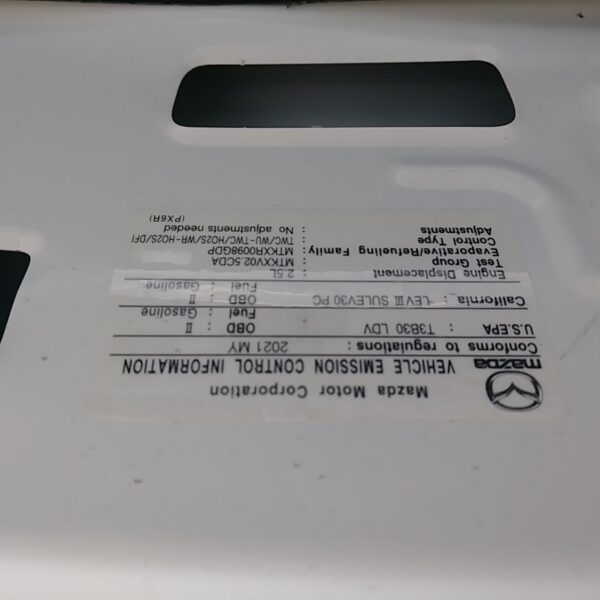 Mazda Motor Corporation
mazda VEHICLE EMISSION CONTROL INFORMATION
Conforms to regulations : 2021 MY
U.S.EPA : T3B30 LDV OBD : II
Fuel : Gasoline
California : LEV III SULEV30 PC OBD : II
Fuel : Gasoline
Engine Displacement : 2.5L
Test Group : MTKXV02.5CDA
Evaporative/Refueling Family: MTKXR0098GDP
Control Type : TWC/WU-TWC/HO2S/WR-HO2S/DFI
Adjustments : No adjustments needed
(PX6R)